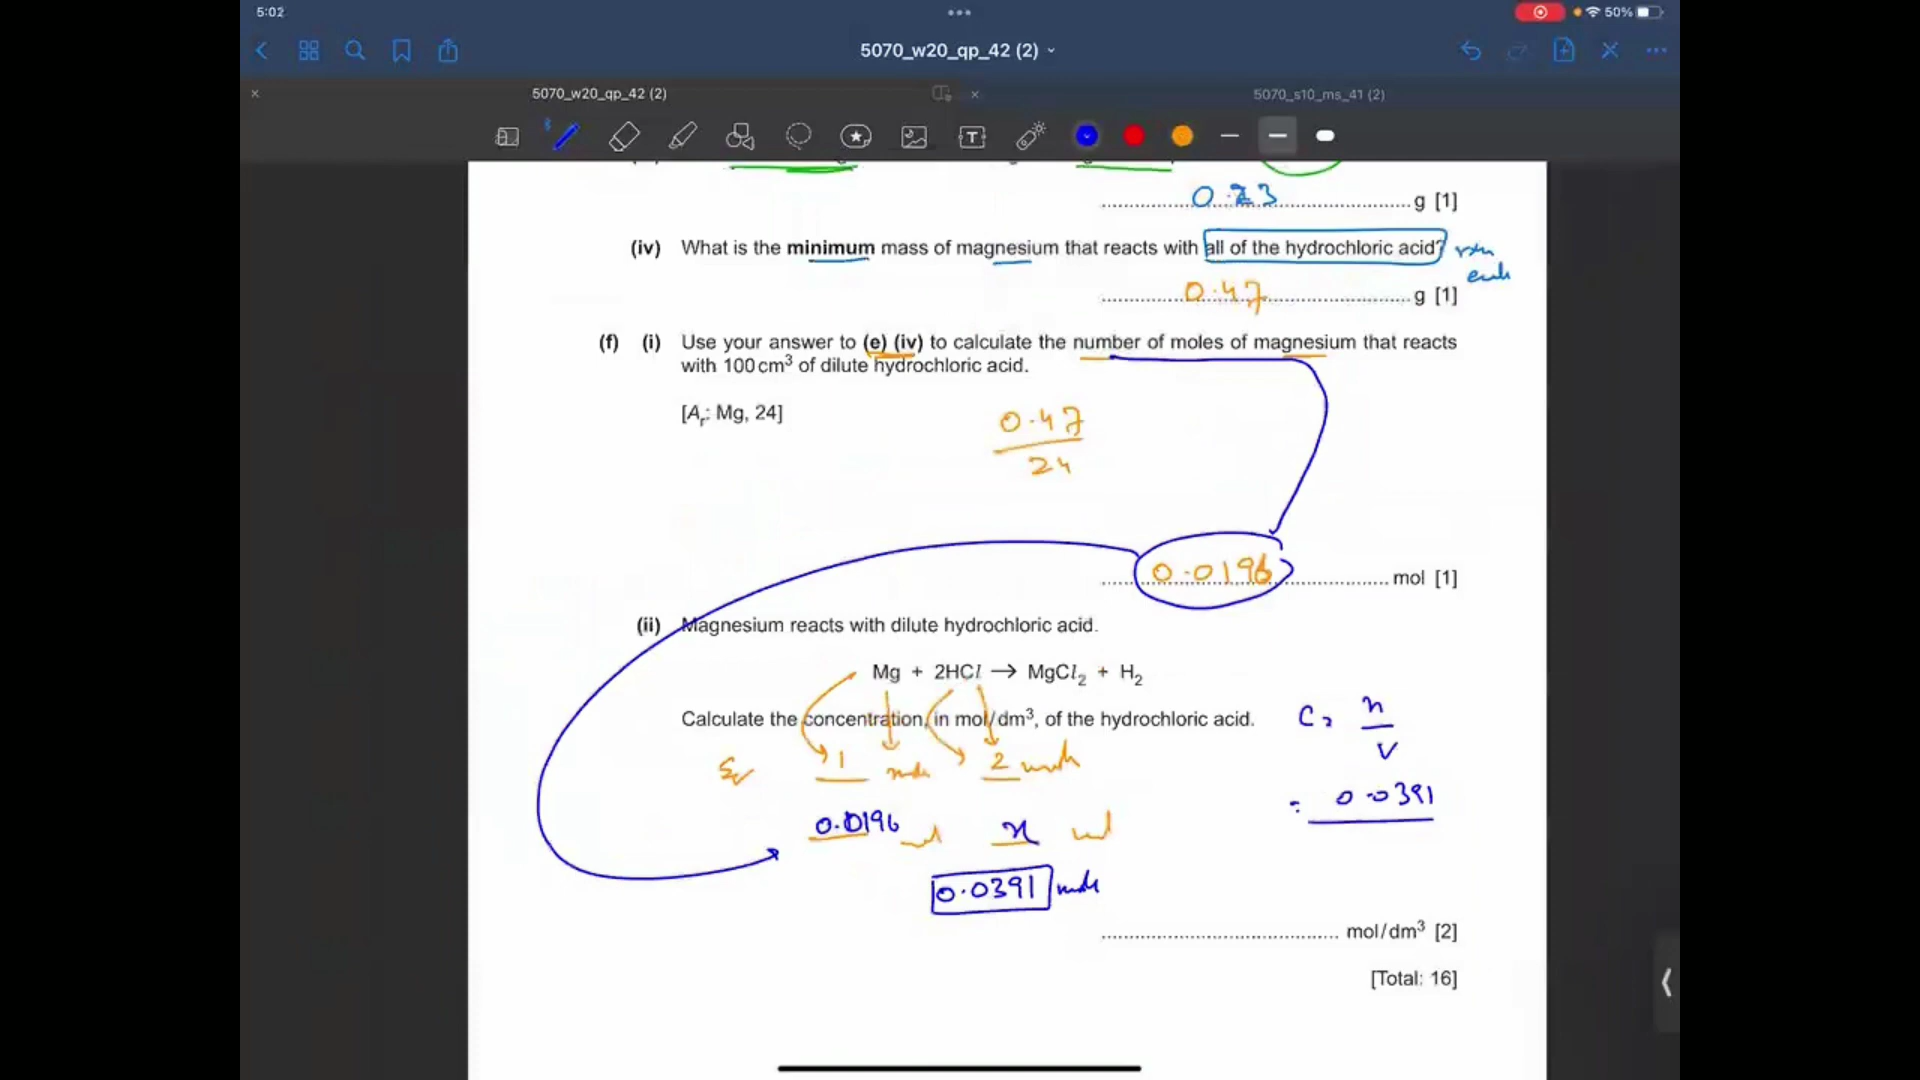 5:02
50%
5070_w20_qp_42 (2)
5070_w20_qp_42 (2)
5070_s10_ms_41 (2)
0.23
g [1]
(iv) What is the minimum mass of magnesium that reacts with all of the hydrochloric acid?
0.47
g [1]
(f) (i) Use your answer to (e) (iv) to calculate the number of moles of magnesium that reacts
with 100 cm³ of dilute hydrochloric acid.
[Aᵣ: Mg, 24]
0.47
24
0.0196
mol [1]
(ii) Magnesium reacts with dilute hydrochloric acid.
Mg + 2HCl → MgCl₂ + H₂
Calculate the concentration, in mol/dm³, of the hydrochloric acid.
C = n
V
1 mole 2 mole
= 0.0391
0.0196 mol x mol
0.0391 mole
mol/dm³ [2]
[Total: 16]